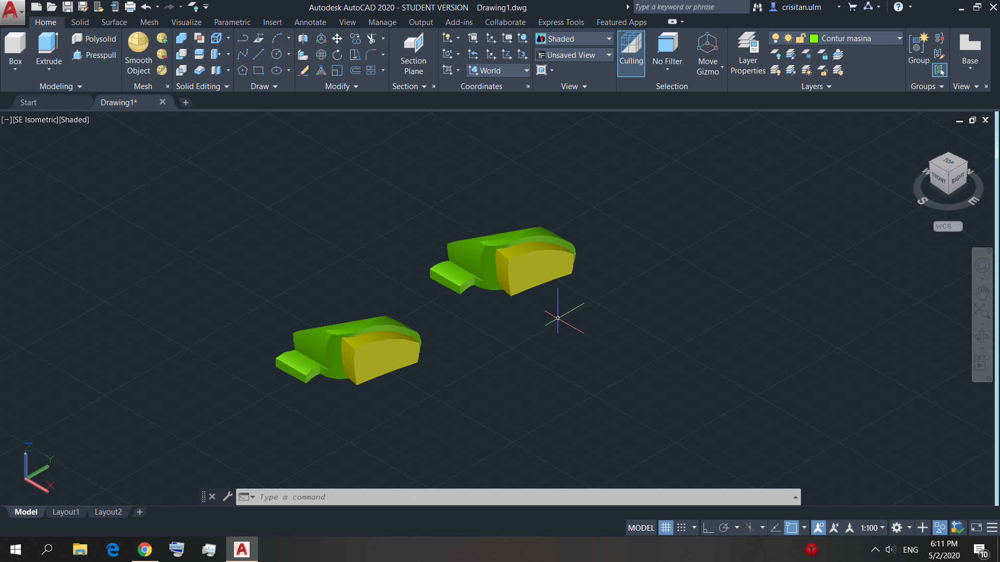 Autodesk AutoCAD 2020 - STUDENT VERSION Drawing1.dwg
Type a keyword or phrase
crisitan.ulm
Home Solid Surface Mesh Visualize Parametric Insert Annotate View Manage Output Add-ins Collaborate Express Tools Featured Apps
Box
Extrude
Polysolid
Presspull
Smooth
Object
Section
Plane
World
Shaded
Unsaved View
Culling
No Filter
Move
Gizmo
Layer
Properties
Contur masina
Group
Base
Modeling
Mesh
Solid Editing
Draw
Modify
Section
Coordinates
View
Selection
Layers
Groups
View
Start
Drawing1*
[−][SE Isometric][Shaded]
TOP
FRONT
RIGHT
W
N
S
E
WCS
Z
Y
X
Type a command
Model Layout1 Layout2
MODEL
1:100
ENG
6:11 PM
5/2/2020
10